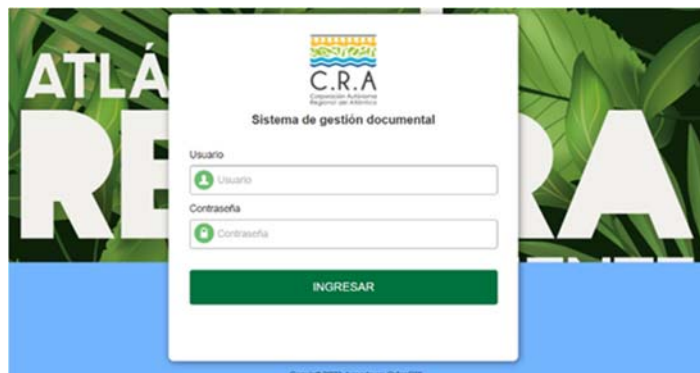 ATLÁ
RE
RA
C.R.A
Corporación Autónoma
Regional del Atlántico
Sistema de gestión documental
Usuario
Usuario
Contraseña
Contraseña
INGRESAR